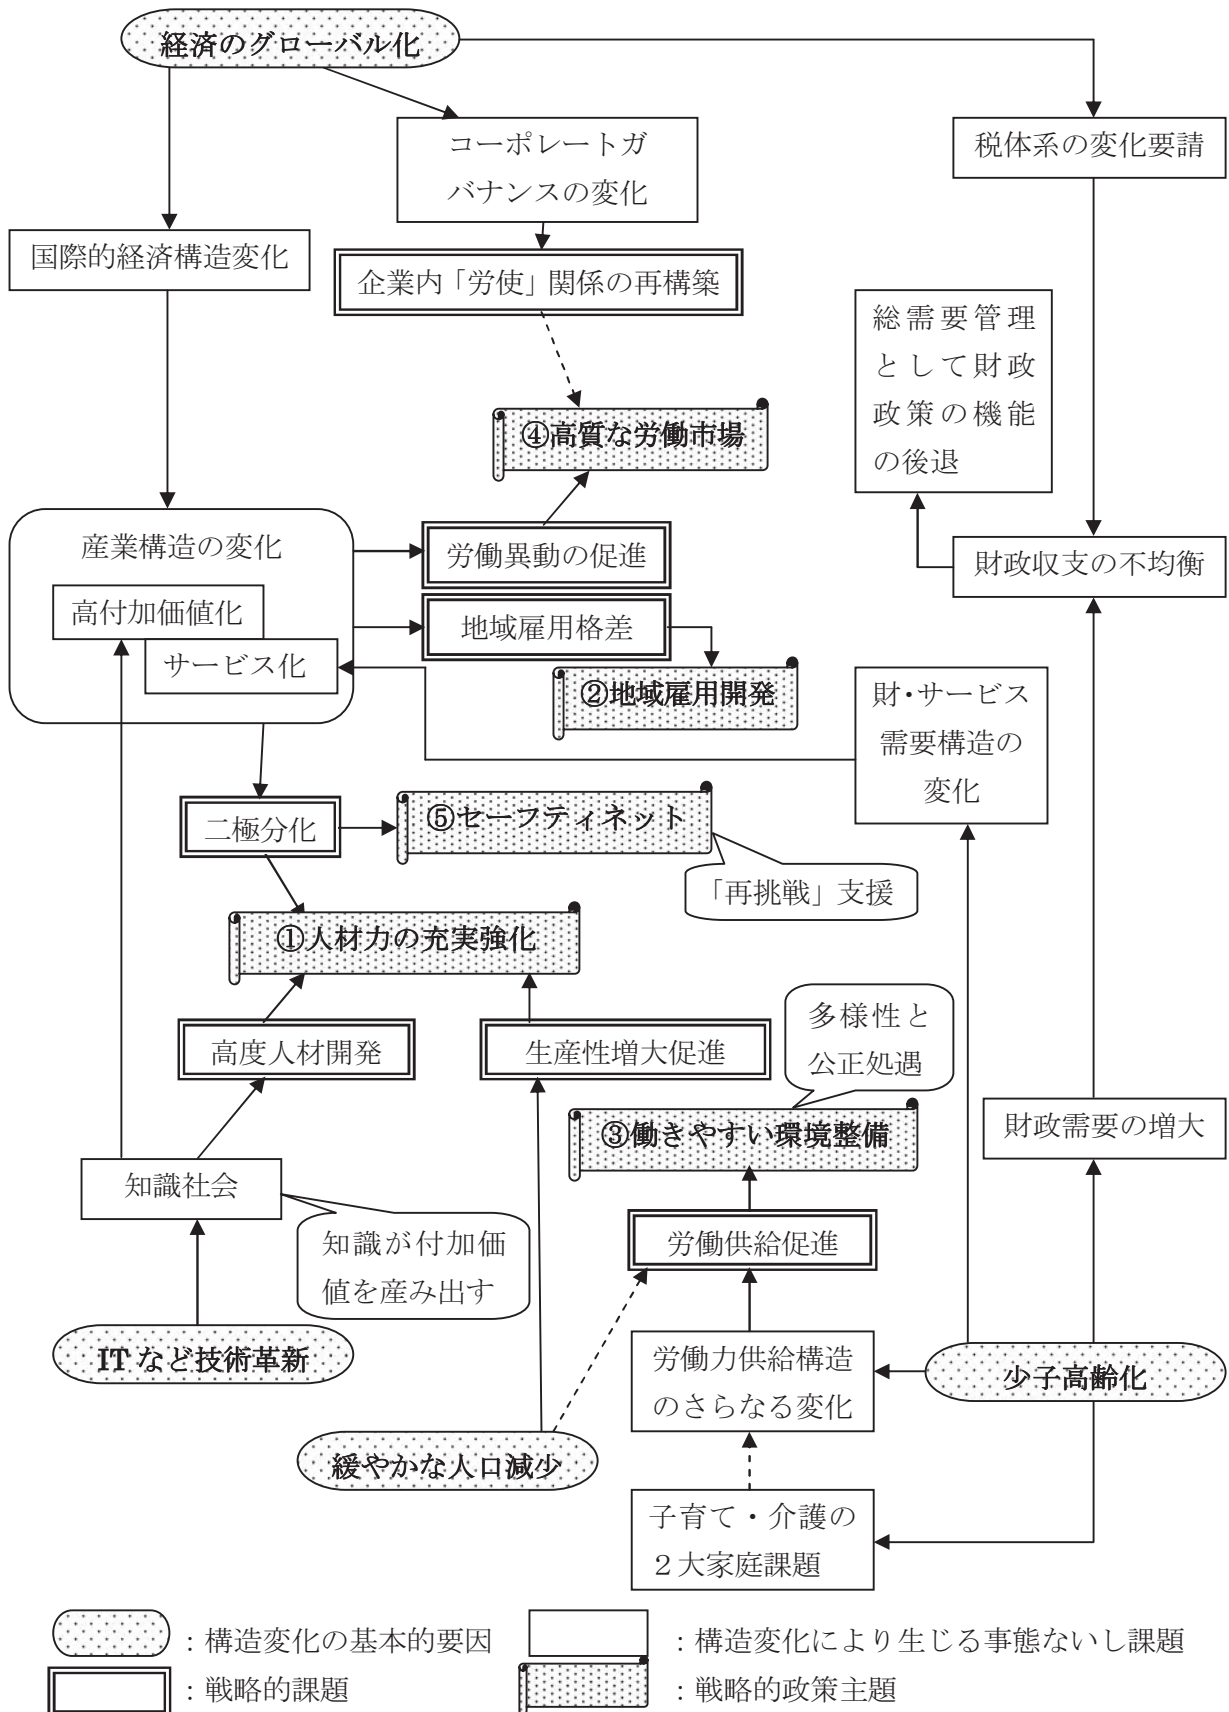 経済のグローバル化
コーポレートガ
バナンスの変化
税体系の変化要請
国際的経済構造変化
企業内「労使」関係の再構築
総需要管理
として財政
政策の機能
の後退
④高質な労働市場
産業構造の変化
労働異動の促進
財政収支の不均衡
高付加価値化
地域雇用格差
サービス化
②地域雇用開発
財・サービス
需要構造の
変化
二極分化
⑤セーフティネット
「再挑戦」支援
①人材力の充実強化
多様性と
公正処遇
高度人材開発
生産性増大促進
③働きやすい環境整備
財政需要の増大
知識社会
知識が付加価
値を産み出す
労働供給促進
IT など技術革新
労働力供給構造
のさらなる変化
少子高齢化
緩やかな人口減少
子育て・介護の
2大家庭課題
:構造変化の基本的要因
:構造変化により生じる事態ないし課題
:戦略的課題
:戦略的政策主題